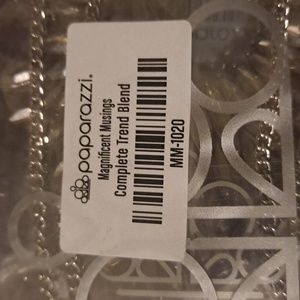 paparazzi.
Magnificent Musings
Complete Trend Blend
MM-1020